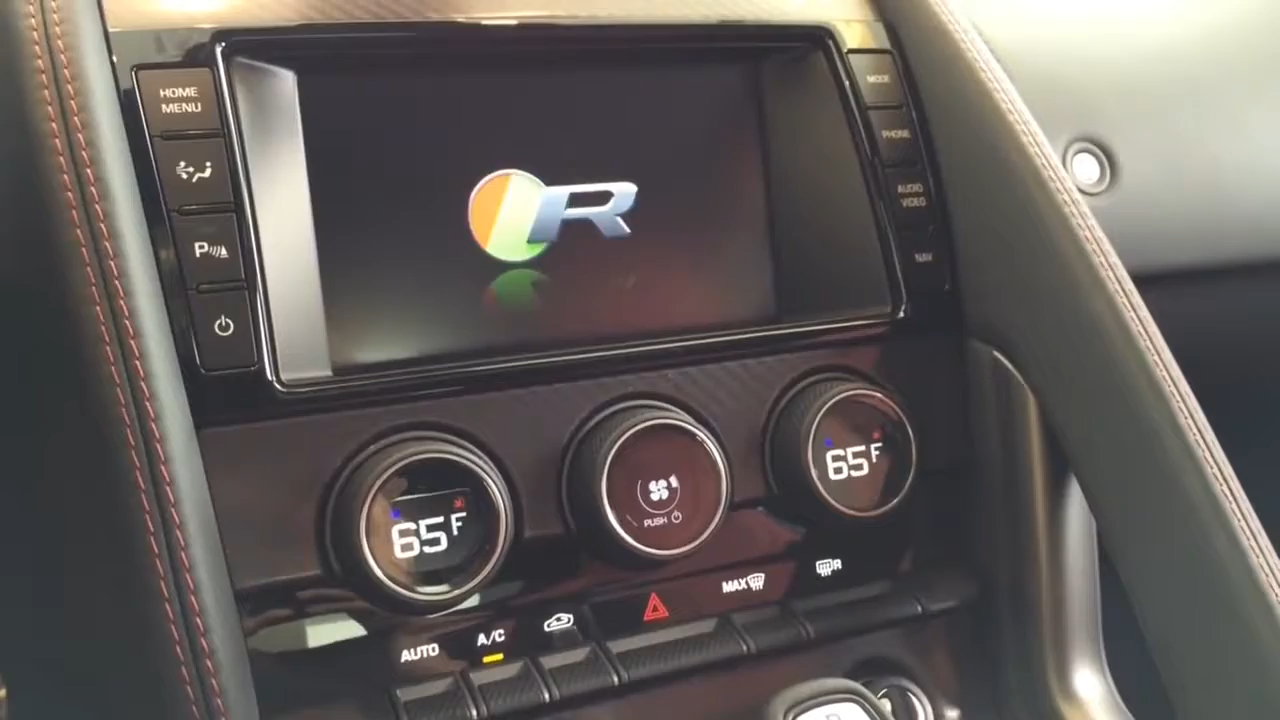 HOME
MENU
P
R
MODE
PHONE
AUDIO
VIDEO
NAV
65F
PUSH
65F
AUTO
A/C
MAX
R